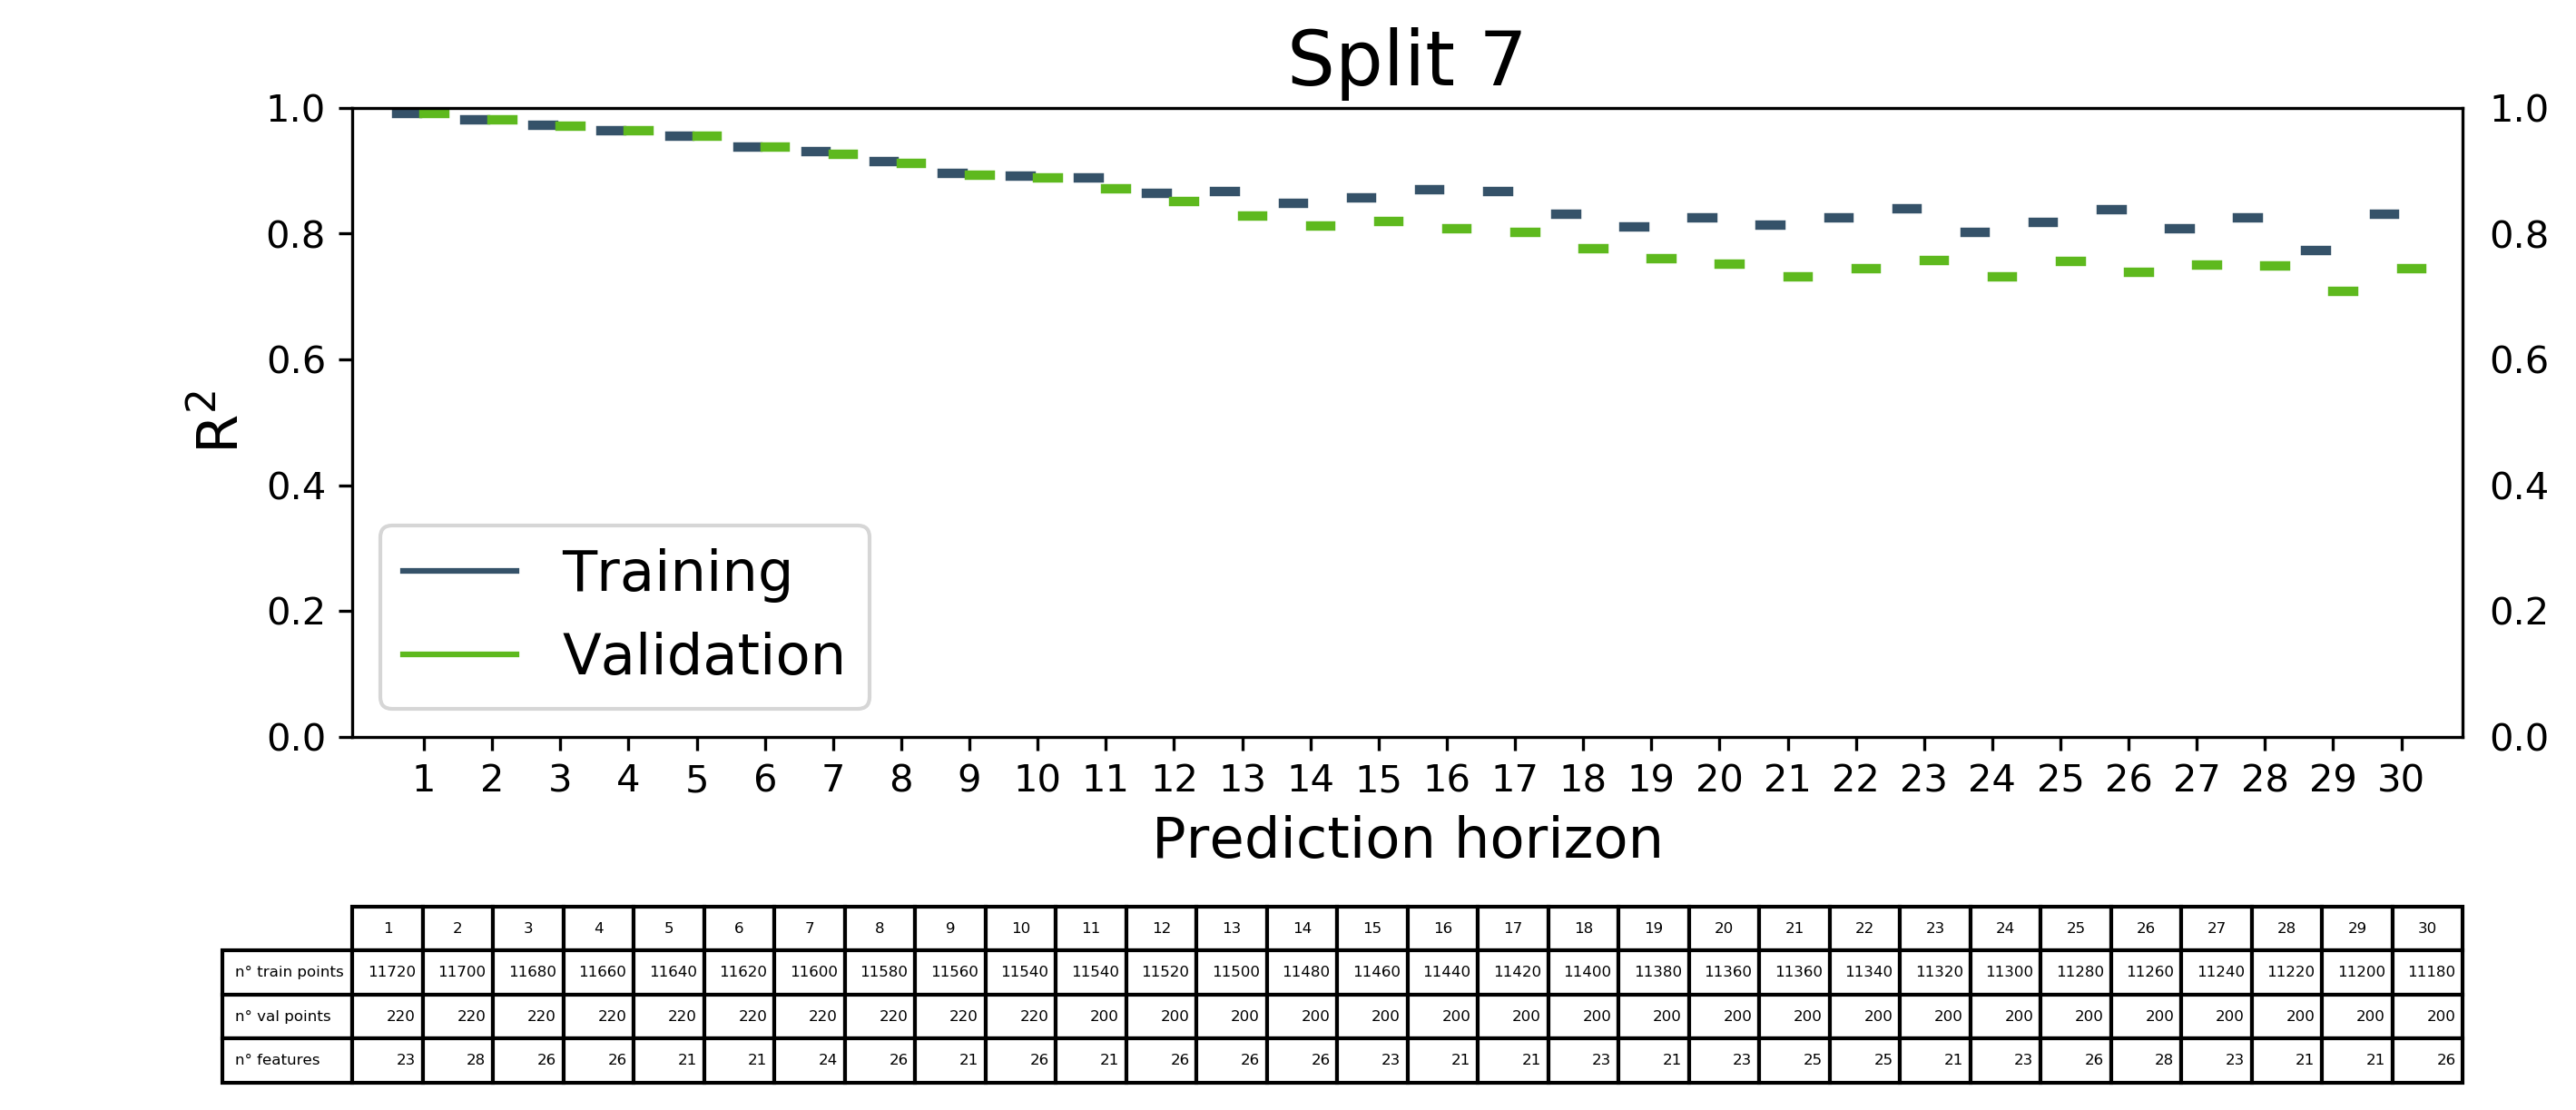 Split 7
1.0 1.0
0.8 0.8
0.6 0.6
0.4 0.4
0.2 0.2
0.0 0.0
R²
Training
Validation
1 2 3 4 5 6 7 8 9 10 11 12 13 14 15 16 17 18 19 20 21 22 23 24 25 26 27 28 29 30
Prediction horizon
1 2 3 4 5 6 7 8 9 10 11 12 13 14 15 16 17 18 19 20 21 22 23 24 25 26 27 28 29 30
n° train points 11720 11700 11680 11660 11640 11620 11600 11580 11560 11540 11540 11520 11500 11480 11460 11440 11420 11400 11380 11360 11360 11340 11320 11300 11280 11260 11240 11220 11200 11180
n° val points 220 220 220 220 220 220 220 220 220 220 200 200 200 200 200 200 200 200 200 200 200 200 200 200 200 200 200 200 200 200
n° features 23 28 26 26 21 21 24 26 21 26 21 26 26 26 23 21 21 23 21 23 25 25 21 23 26 28 23 21 21 26